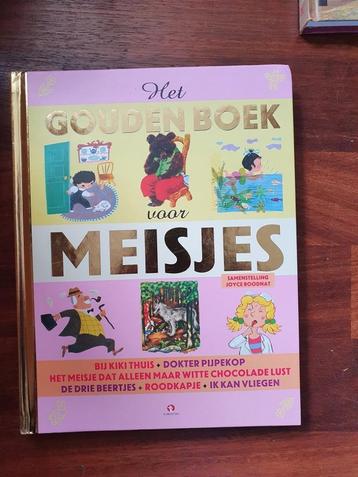 Het
GOUDEN BOEK
voor
MEISJES
SAMENSTELLING
JOYCE ROODNAT
BIJ KIKI THUIS + DOKTER PIJPEKOP
HET MEISJE DAT ALLEEN MAAR WITTE CHOCOLADE LUST
DE DRIE BEERTJES + ROODKAPJE + IK KAN VLIEGEN